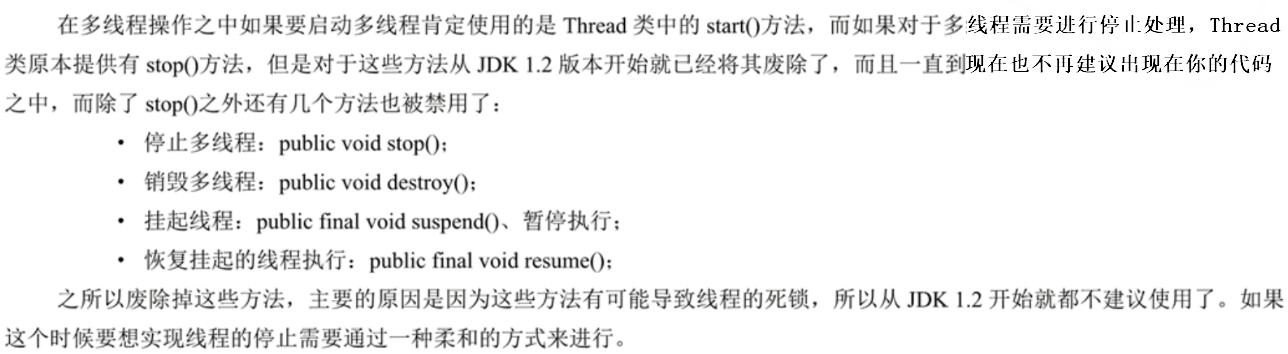 在多线程操作之中如果要启动多线程肯定使用的是 Thread 类中的 start()方法，而如果对于多线程需要进行停止处理，Thread
类原本提供有 stop()方法，但是对于这些方法从 JDK 1.2 版本开始就已经将其废除了，而且一直到现在也不再建议出现在你的代码
之中，而除了 stop()之外还有几个方法也被禁用了：
• 停止多线程：public void stop();
• 销毁多线程：public void destroy();
• 挂起线程：public final void suspend()、暂停执行；
• 恢复挂起的线程执行：public final void resume();
之所以废除掉这些方法，主要的原因是因为这些方法有可能导致线程的死锁，所以从 JDK 1.2 开始就都不建议使用了。如果
这个时候要想实现线程的停止需要通过一种柔和的方式来进行。